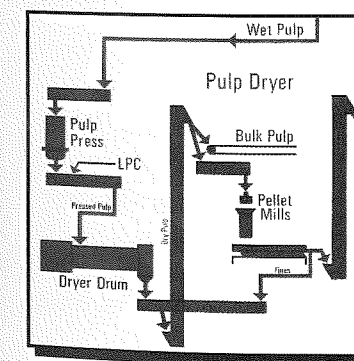 Wet Pulp
Pulp Dryer
Pulp
Press
LPC
Pressed Pulp
Dryer Drum
Dry Pulp
Bulk Pulp
Pellet
Mills
Fines